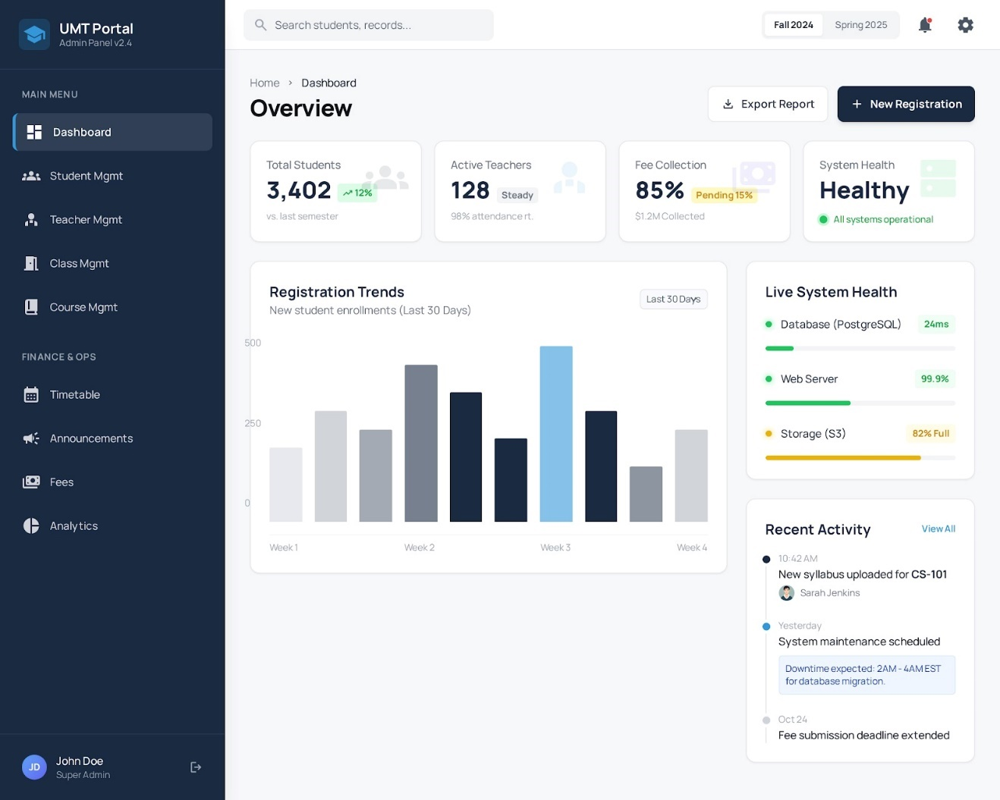 UMT Portal
Admin Panel v2.4
MAIN MENU
Dashboard
Student Mgmt
Teacher Mgmt
Class Mgmt
Course Mgmt
FINANCE & OPS
Timetable
Announcements
Fees
Analytics
JD
John Doe
Super Admin
Search students, records...
Fall 2024
Spring 2025
Home > Dashboard
Overview
Export Report
New Registration
Total Students
3,402
12%
vs. last semester
Active Teachers
128
Steady
98% attendance rt.
Fee Collection
85%
Pending 15%
$1.2M Collected
System Health
Healthy
All systems operational
Registration Trends
New student enrollments (Last 30 Days)
Last 30 Days
500
250
0
Week 1
Week 2
Week 3
Week 4
Live System Health
Database (PostgreSQL)
24ms
Web Server
99.9%
Storage (S3)
82% Full
Recent Activity
View All
10:42 AM
New syllabus uploaded for CS-101
Sarah Jenkins
Yesterday
System maintenance scheduled
Downtime expected: 2AM - 4AM EST
for database migration.
Oct 24
Fee submission deadline extended